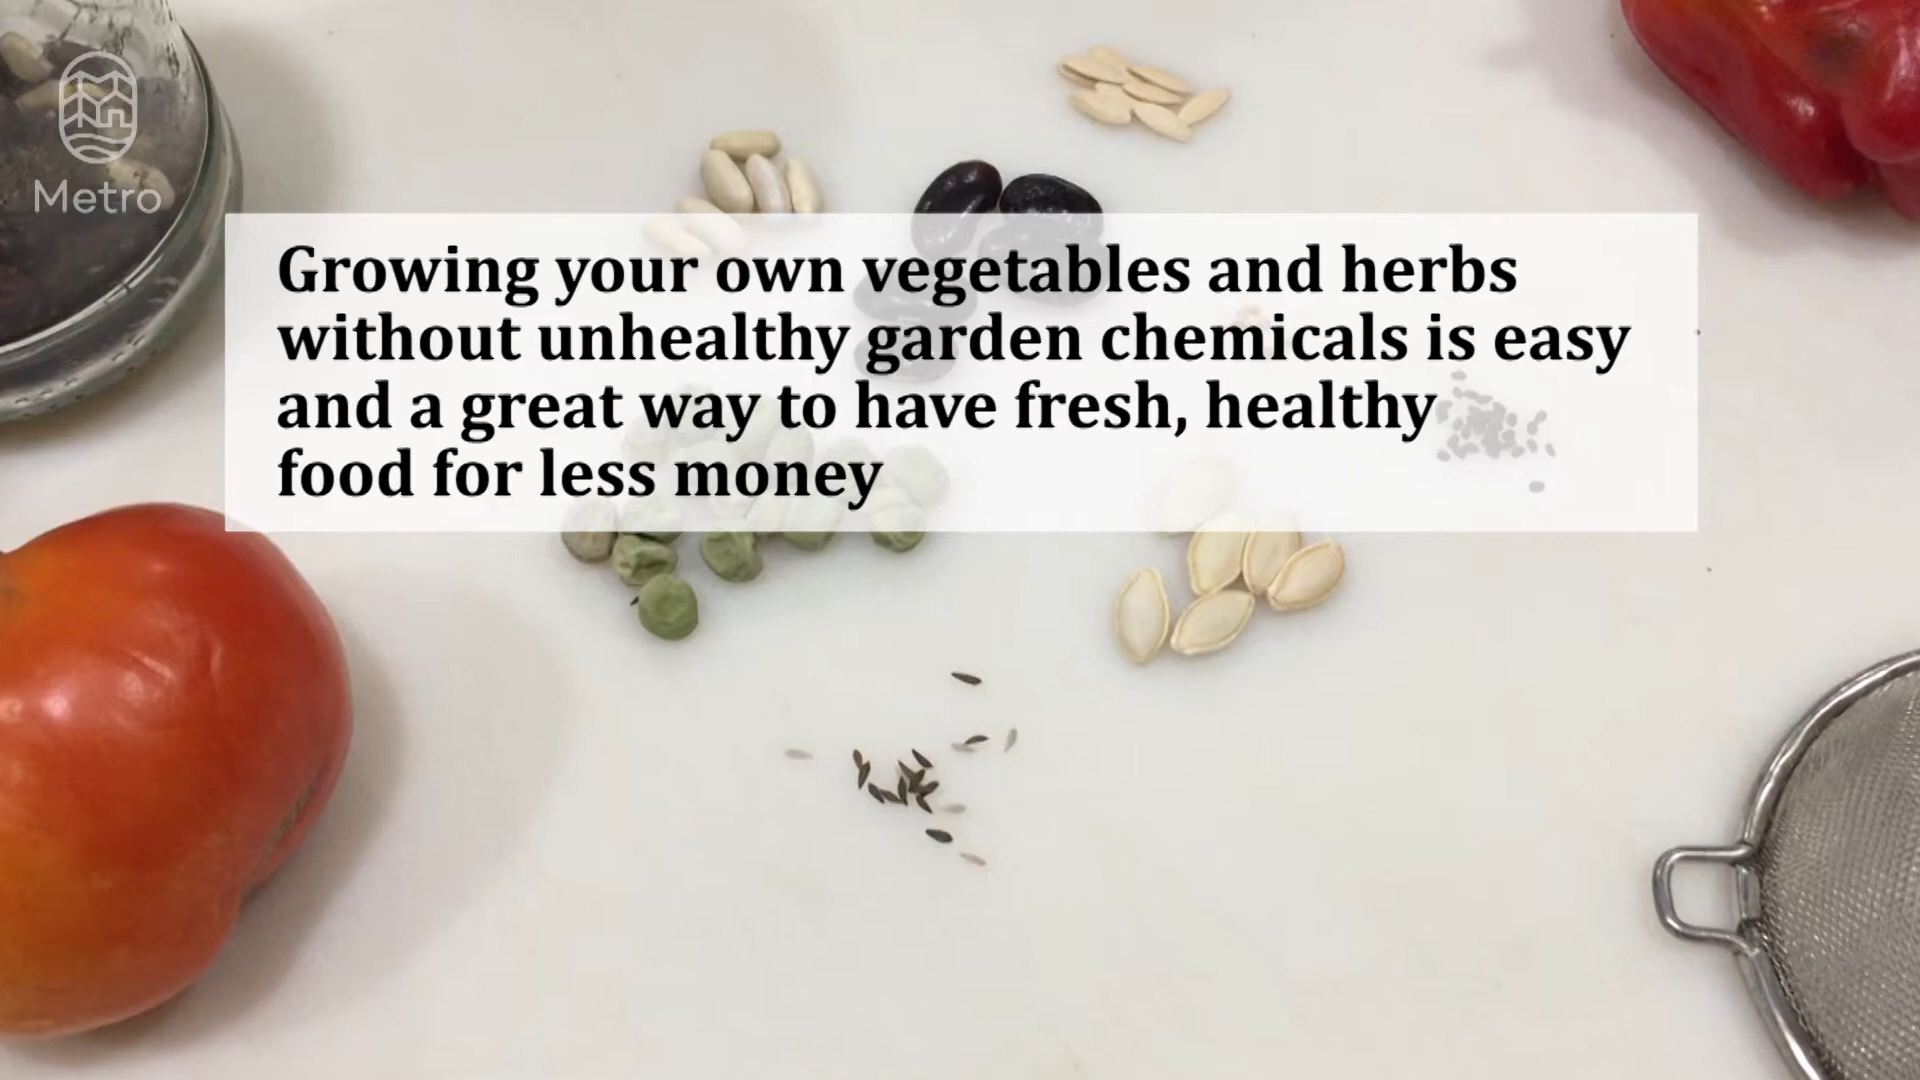 Metro
Growing your own vegetables and herbs
without unhealthy garden chemicals is easy
and a great way to have fresh, healthy
food for less money